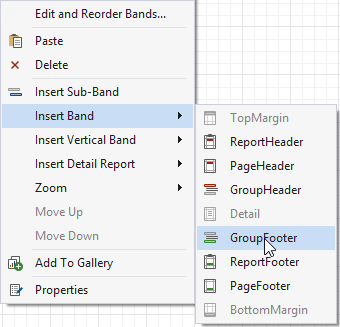 Edit and Reorder Bands...
Paste
Delete
Insert Sub-Band
Insert Band
Insert Vertical Band
Insert Detail Report
Zoom
Move Up
Move Down
Add To Gallery
Properties
TopMargin
ReportHeader
PageHeader
GroupHeader
Detail
GroupFooter
ReportFooter
PageFooter
BottomMargin